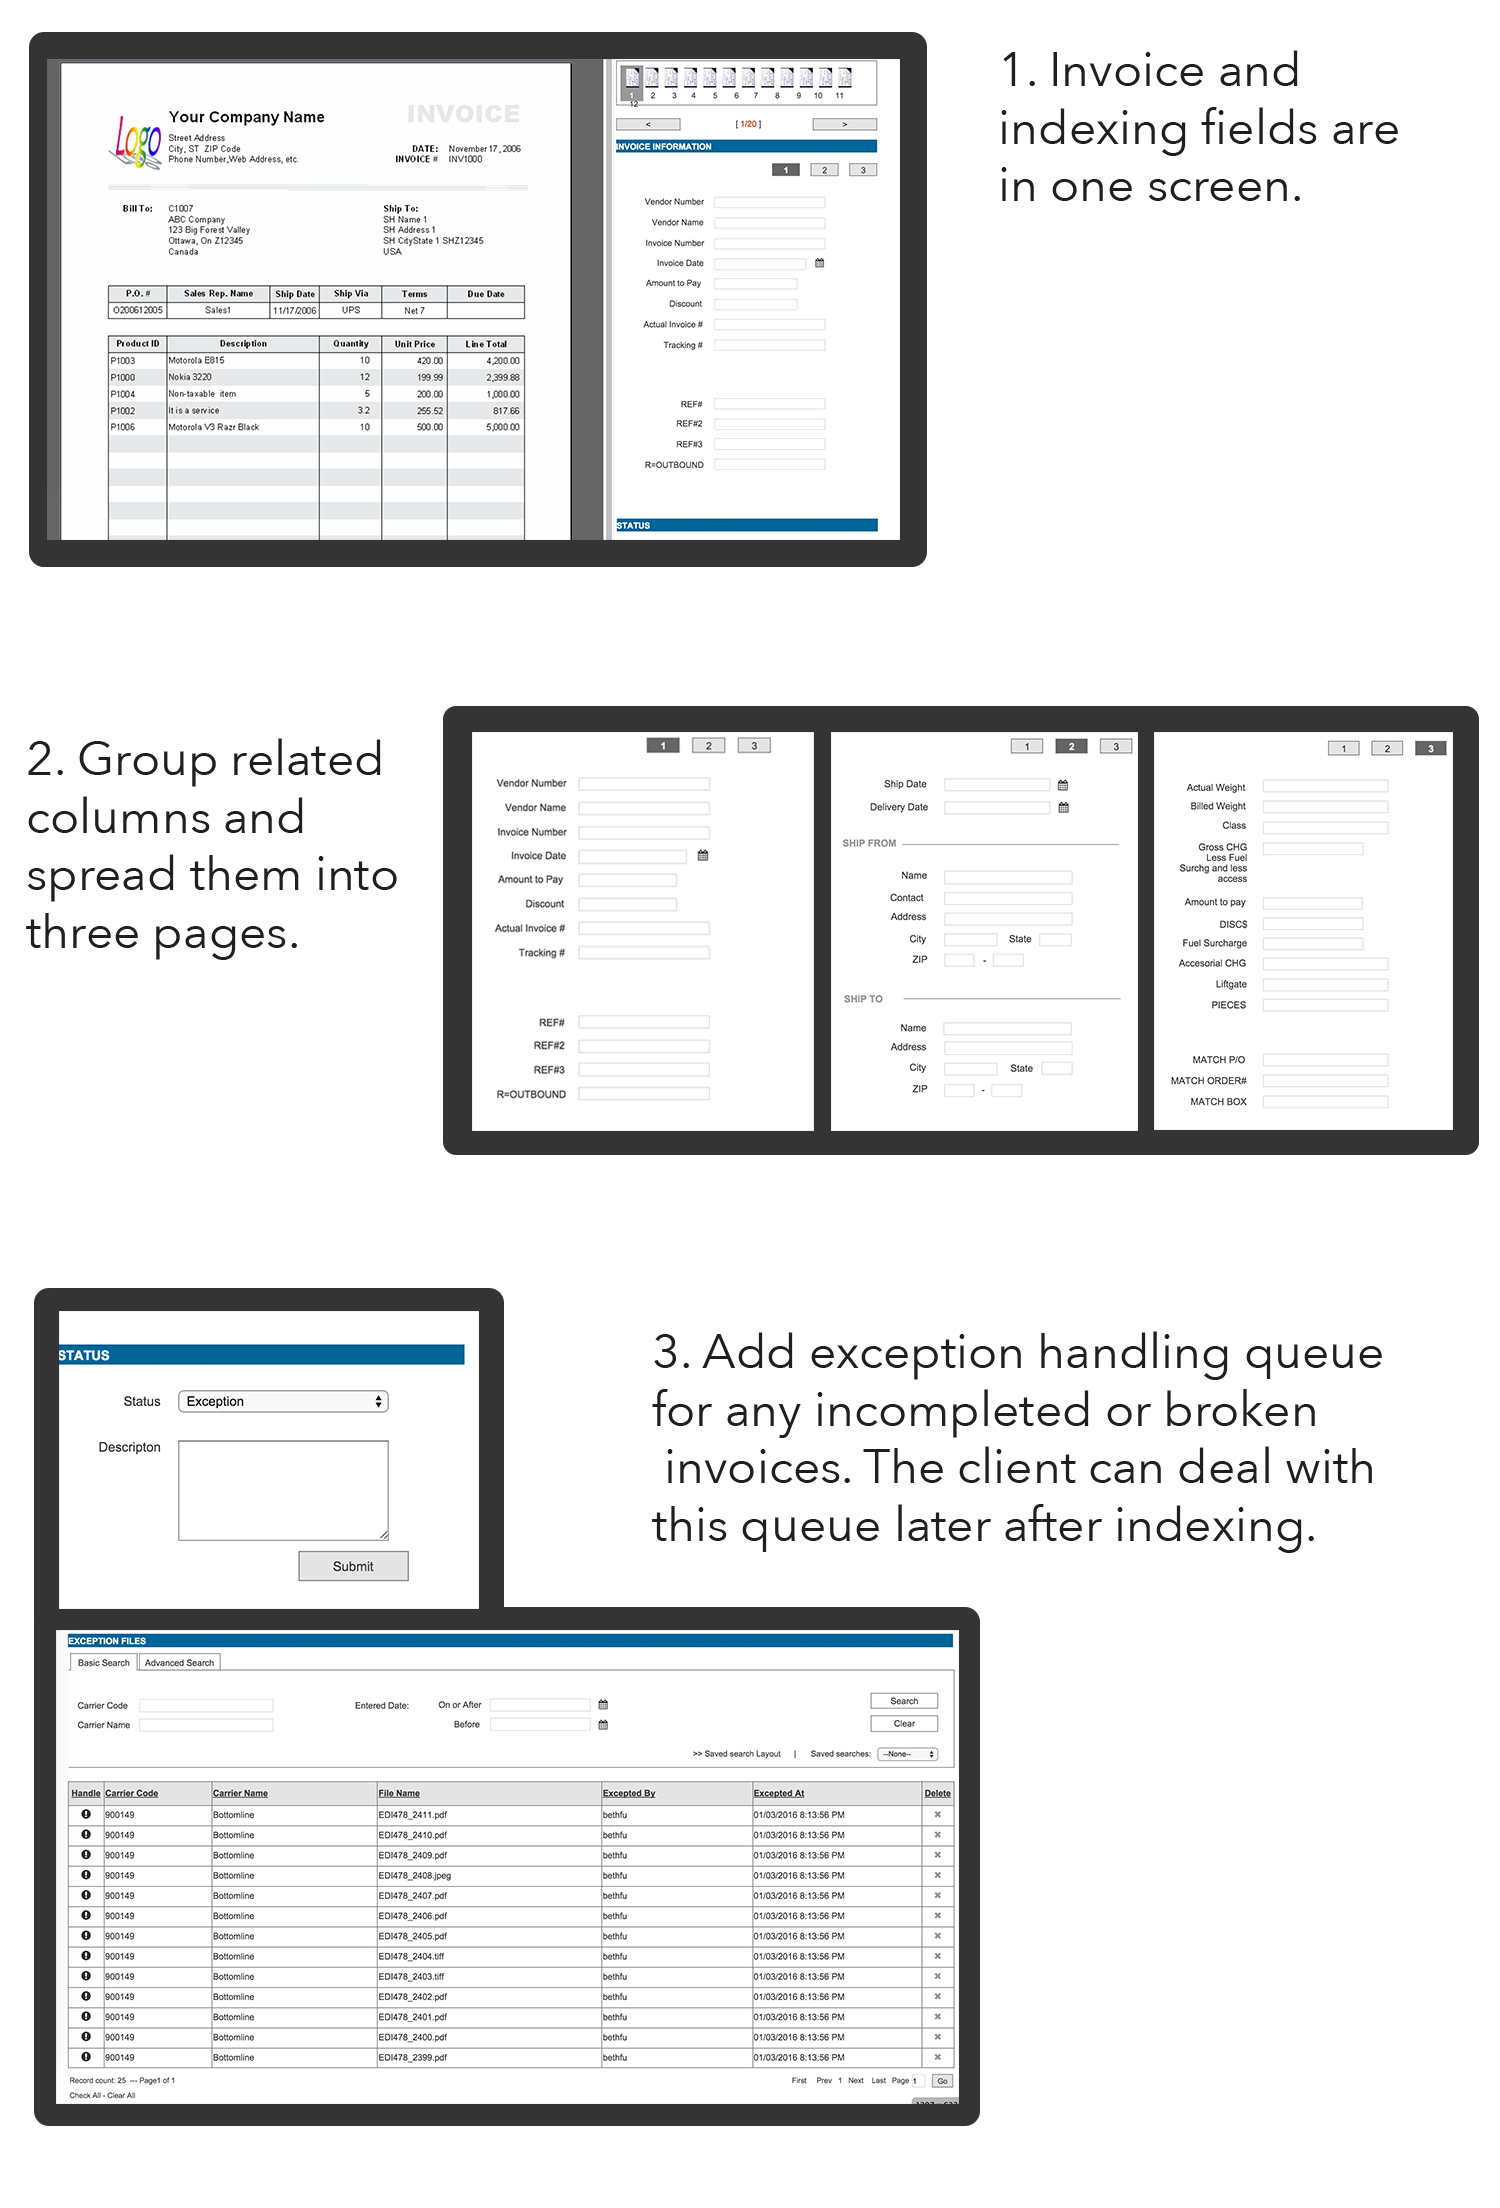 1. Invoice and
indexing fields are
in one screen.
Logo
Your Company Name
INVOICE
Street Address
City, ST ZIP Code
Phone Number,Web Address, etc.
DATE: November 17, 2006
INVOICE # INV1000
Bill To: C1007
ABC Company
123 Big Forest Valley
Ottawa, On Z12345
Canada
Ship To:
SH Name 1
SH Address 1
SH CityState 1 SHZ12345
USA
P.O. # Sales Rep. Name Ship Date Ship Via Terms Due Date
O200612005 Sales1 11/17/2006 UPS Net 7
Product ID Description Quantity Unit Price Line Total
P1003 Motorola E815 10 420.00 4,200.00
P1000 Nokia 3220 12 199.99 2,399.88
P1004 Non-taxable item 5 200.00 1,000.00
P1002 It is a service 3.2 255.52 817.66
P1006 Motorola V3 Razr Black 10 500.00 5,000.00
1 2 3 4 5 6 7 8 9 10 11
12
< [ 1/20 ] >
INVOICE INFORMATION
1 2 3
Vendor Number
Vendor Name
Invoice Number
Invoice Date
Amount to Pay
Discount
Actual Invoice #
Tracking #
REF#
REF#2
REF#3
R=OUTBOUND
STATUS
2. Group related
columns and
spread them into
three pages.
1 2 3
Vendor Number
Vendor Name
Invoice Number
Invoice Date
Amount to Pay
Discount
Actual Invoice #
Tracking #
REF#
REF#2
REF#3
R=OUTBOUND
1 2 3
Ship Date
Delivery Date
SHIP FROM
Name
Contact
Address
City State
ZIP -
SHIP TO
Name
Address
City State
ZIP -
1 2 3
Actual Weight
Billed Weight
Class
Gross CHG
Less Fuel
Surchg and less
access
Amount to pay
DISC$
Fuel Surcharge
Accesorial CHG
Liftgate
PIECES
MATCH P/O
MATCH ORDER#
MATCH BOX
3. Add exception handling queue
for any incompleted or broken
invoices. The client can deal with
this queue later after indexing.
STATUS
Status Exception
Descripton
Submit
EXCEPTION FILES
Basic Search Advanced Search
Carrier Code Entered Date: On or After Search
Carrier Name Before Clear
>> Saved search Layout | Saved searches: --None--
Handle Carrier Code Carrier Name File Name Excepted By Excepted At Delete
900149 Bottomline EDI478_2411.pdf bethfu 01/03/2016 8:13:56 PM
900149 Bottomline EDI478_2410.pdf bethfu 01/03/2016 8:13:56 PM
900149 Bottomline EDI478_2409.pdf bethfu 01/03/2016 8:13:56 PM
900149 Bottomline EDI478_2408.jpeg bethfu 01/03/2016 8:13:56 PM
900149 Bottomline EDI478_2407.pdf bethfu 01/03/2016 8:13:56 PM
900149 Bottomline EDI478_2406.pdf bethfu 01/03/2016 8:13:56 PM
900149 Bottomline EDI478_2405.pdf bethfu 01/03/2016 8:13:56 PM
900149 Bottomline EDI478_2404.tiff bethfu 01/03/2016 8:13:56 PM
900149 Bottomline EDI478_2403.tiff bethfu 01/03/2016 8:13:56 PM
900149 Bottomline EDI478_2402.pdf bethfu 01/03/2016 8:13:56 PM
900149 Bottomline EDI478_2401.pdf bethfu 01/03/2016 8:13:56 PM
900149 Bottomline EDI478_2400.pdf bethfu 01/03/2016 8:13:56 PM
900149 Bottomline EDI478_2399.pdf bethfu 01/03/2016 8:13:56 PM
Record count: 25 --- Page1 of 1 First Prev 1 Next Last Page 1 Go
Check All - Clear All